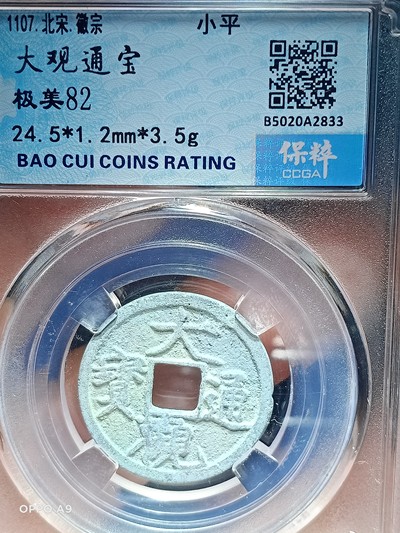 1107.北宋.徽宗
小平
大观通宝
极美82
24.5*1.2mm*3.5g
BAO CUI COINS RATING
B5020A2833
保粹
CCGA
大
觀
通
寶
OPPO A9